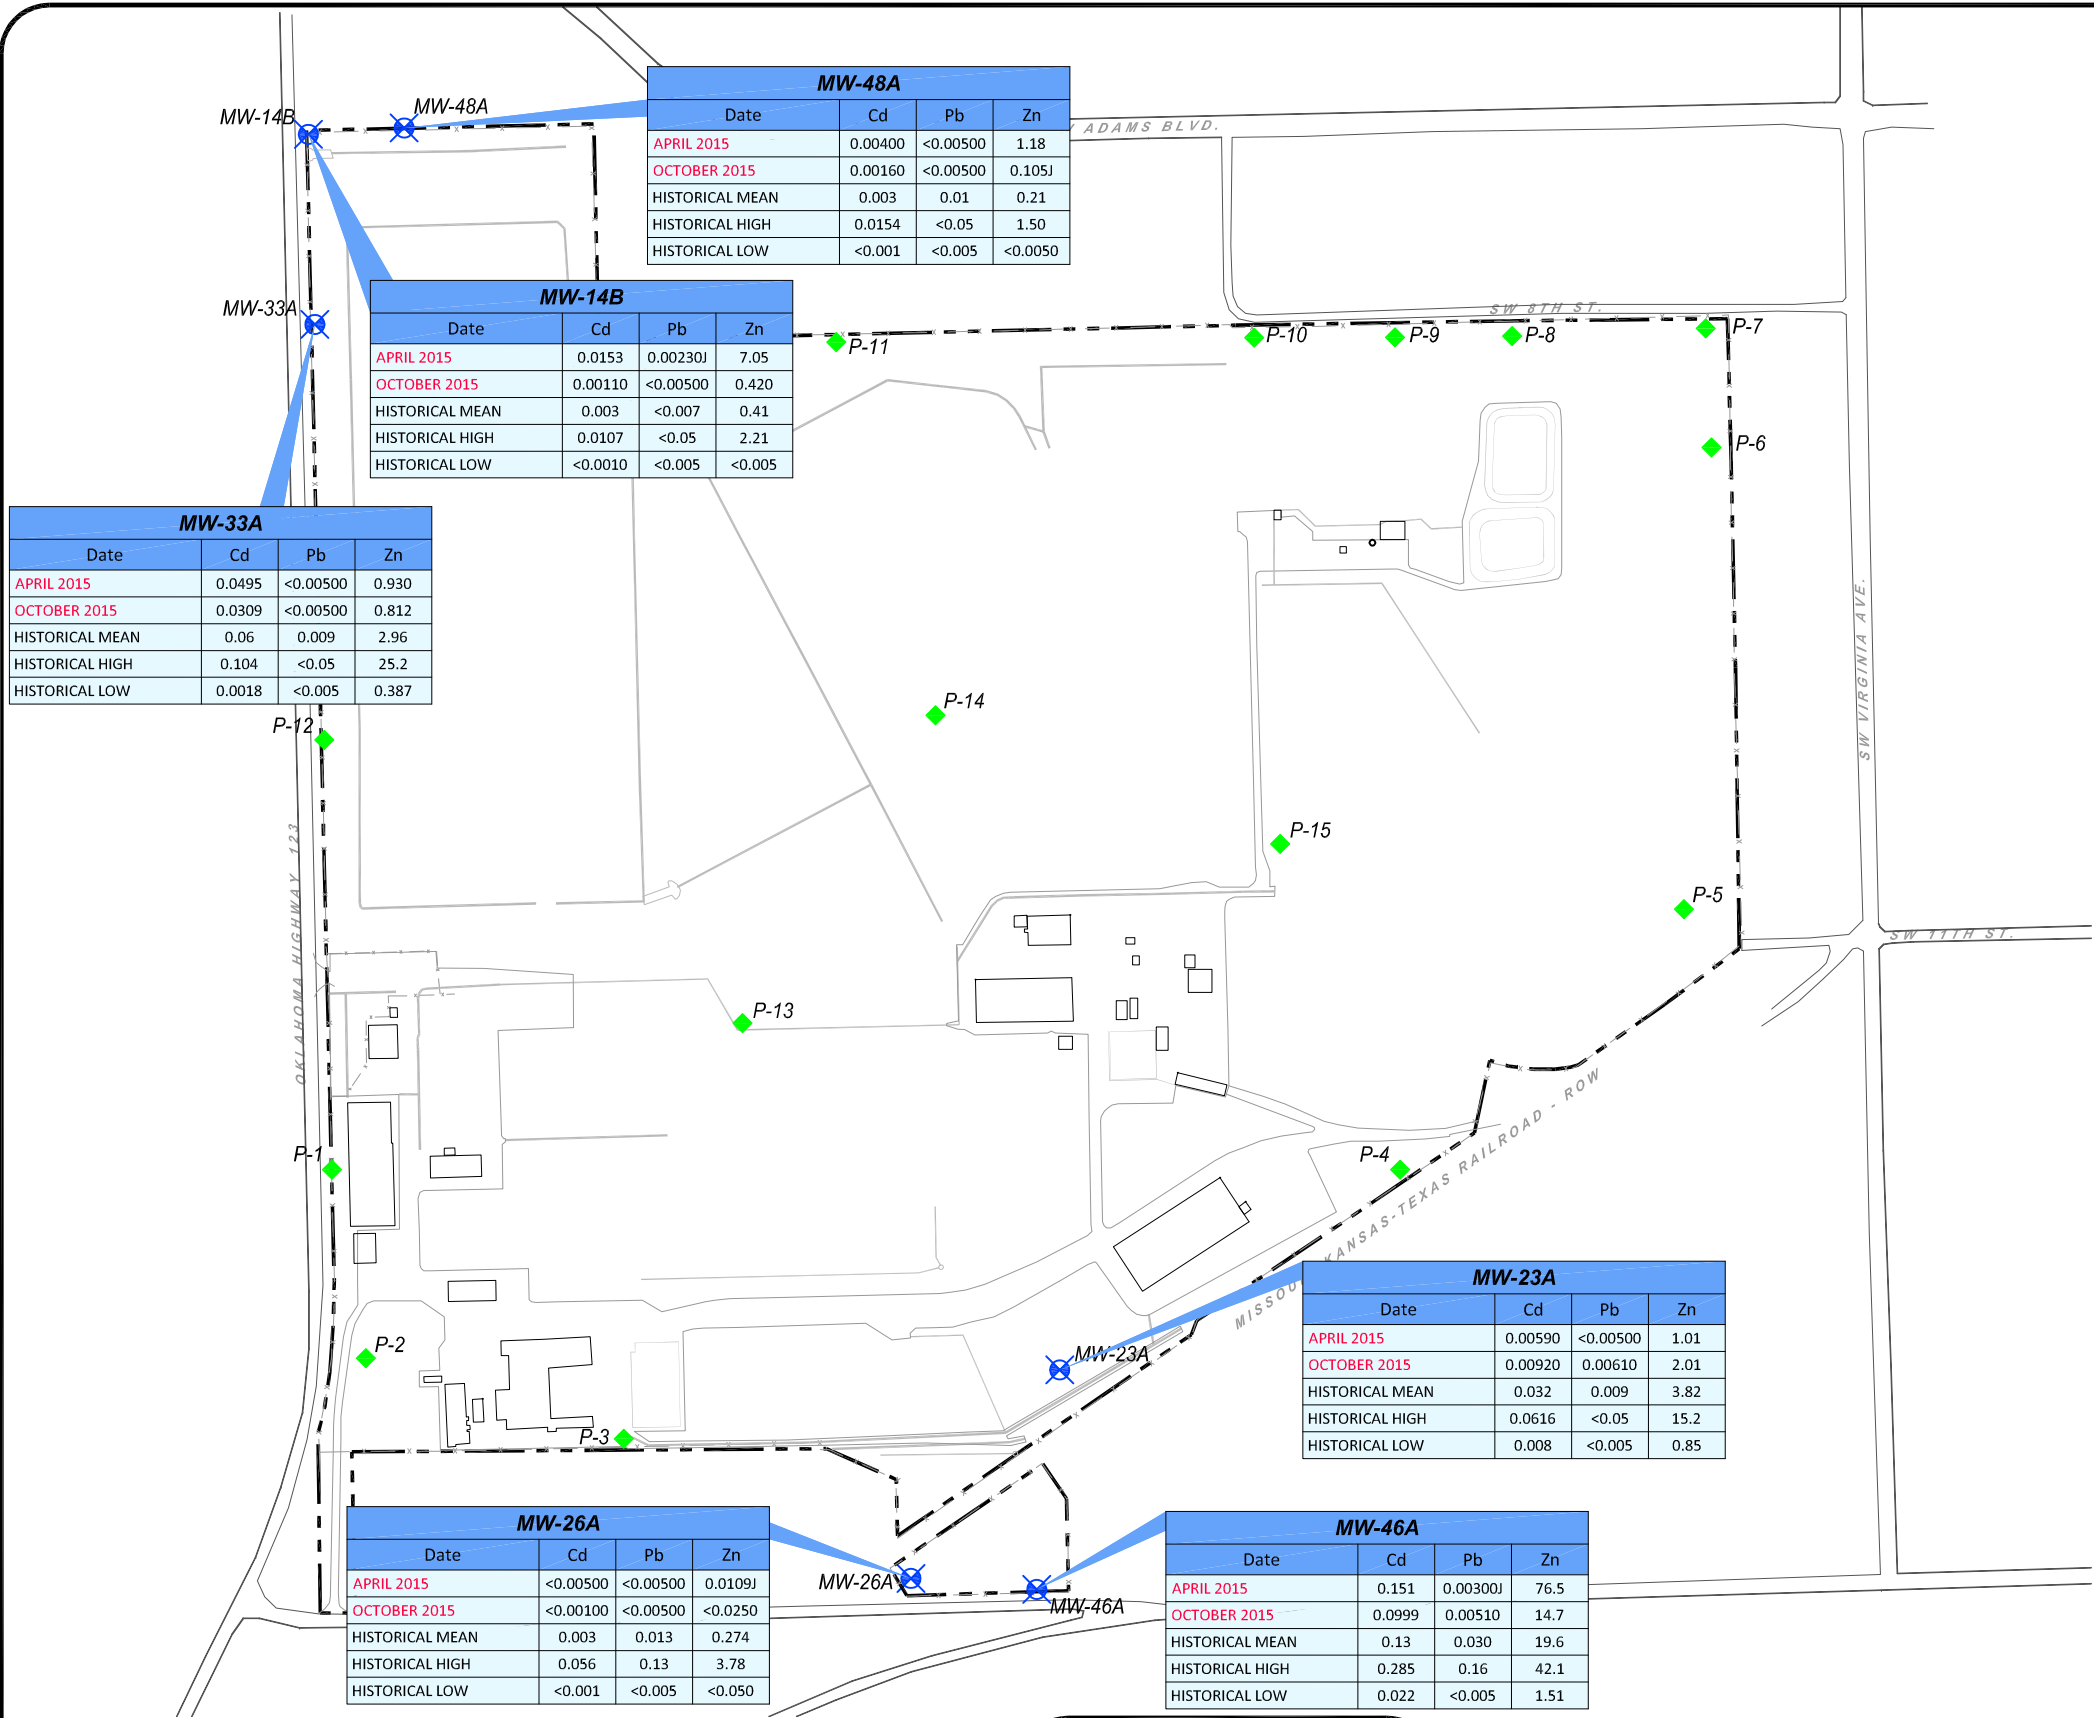 MW-48A
Date Cd Pb Zn
APRIL 2015 0.00400 <0.00500 1.18
OCTOBER 2015 0.00160 <0.00500 0.105J
HISTORICAL MEAN 0.003 0.01 0.21
HISTORICAL HIGH 0.0154 <0.05 1.50
HISTORICAL LOW <0.001 <0.005 <0.0050
MW-14B
MW-48A
ADAMS BLVD.
MW-33A
MW-14B
Date Cd Pb Zn
APRIL 2015 0.0153 0.00230J 7.05
OCTOBER 2015 0.00110 <0.00500 0.420
HISTORICAL MEAN 0.003 <0.007 0.41
HISTORICAL HIGH 0.0107 <0.05 2.21
HISTORICAL LOW <0.0010 <0.005 <0.005
SW 8TH ST.
P-11
P-10
P-9
P-8
P-7
P-6
MW-33A
Date Cd Pb Zn
APRIL 2015 0.0495 <0.00500 0.930
OCTOBER 2015 0.0309 <0.00500 0.812
HISTORICAL MEAN 0.06 0.009 2.96
HISTORICAL HIGH 0.104 <0.05 25.2
HISTORICAL LOW 0.0018 <0.005 0.387
SW VIRGINIA AVE.
P-12
P-14
P-15
P-5
SW 11TH ST.
OKLAHOMA HIGHWAY 123
P-13
P-1
P-4
KANSAS-TEXAS RAILROAD - ROW
P-2
MW-23A
MW-23A
Date Cd Pb Zn
APRIL 2015 0.00590 <0.00500 1.01
OCTOBER 2015 0.00920 0.00610 2.01
HISTORICAL MEAN 0.032 0.009 3.82
HISTORICAL HIGH 0.0616 <0.05 15.2
HISTORICAL LOW 0.008 <0.005 0.85
P-3
MW-26A
Date Cd Pb Zn
APRIL 2015 <0.00500 <0.00500 0.0109J
OCTOBER 2015 <0.00100 <0.00500 <0.0250
HISTORICAL MEAN 0.003 0.013 0.274
HISTORICAL HIGH 0.056 0.13 3.78
HISTORICAL LOW <0.001 <0.005 <0.050
MW-26A
MW-46A
MW-46A
Date Cd Pb Zn
APRIL 2015 0.151 0.00300J 76.5
OCTOBER 2015 0.0999 0.00510 14.7
HISTORICAL MEAN 0.13 0.030 19.6
HISTORICAL HIGH 0.285 0.16 42.1
HISTORICAL LOW 0.022 <0.005 1.51